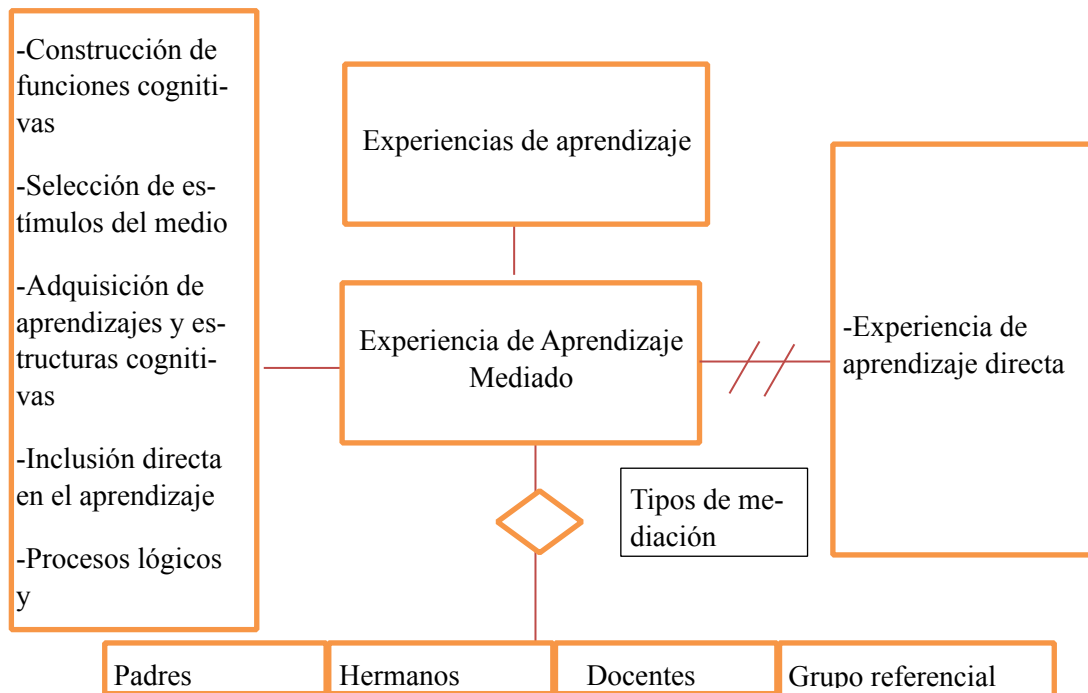 -Construcción de
funciones cogniti-
vas
-Selección de es-
tímulos del medio
-Adquisición de
aprendizajes y es-
tructuras cogniti-
vas
-Inclusión directa
en el aprendizaje
-Procesos lógicos
y
Experiencias de aprendizaje
Experiencia de Aprendizaje
Mediado
-Experiencia de
aprendizaje directa
Tipos de me-
diación
Padres
Hermanos
Docentes
Grupo referencial